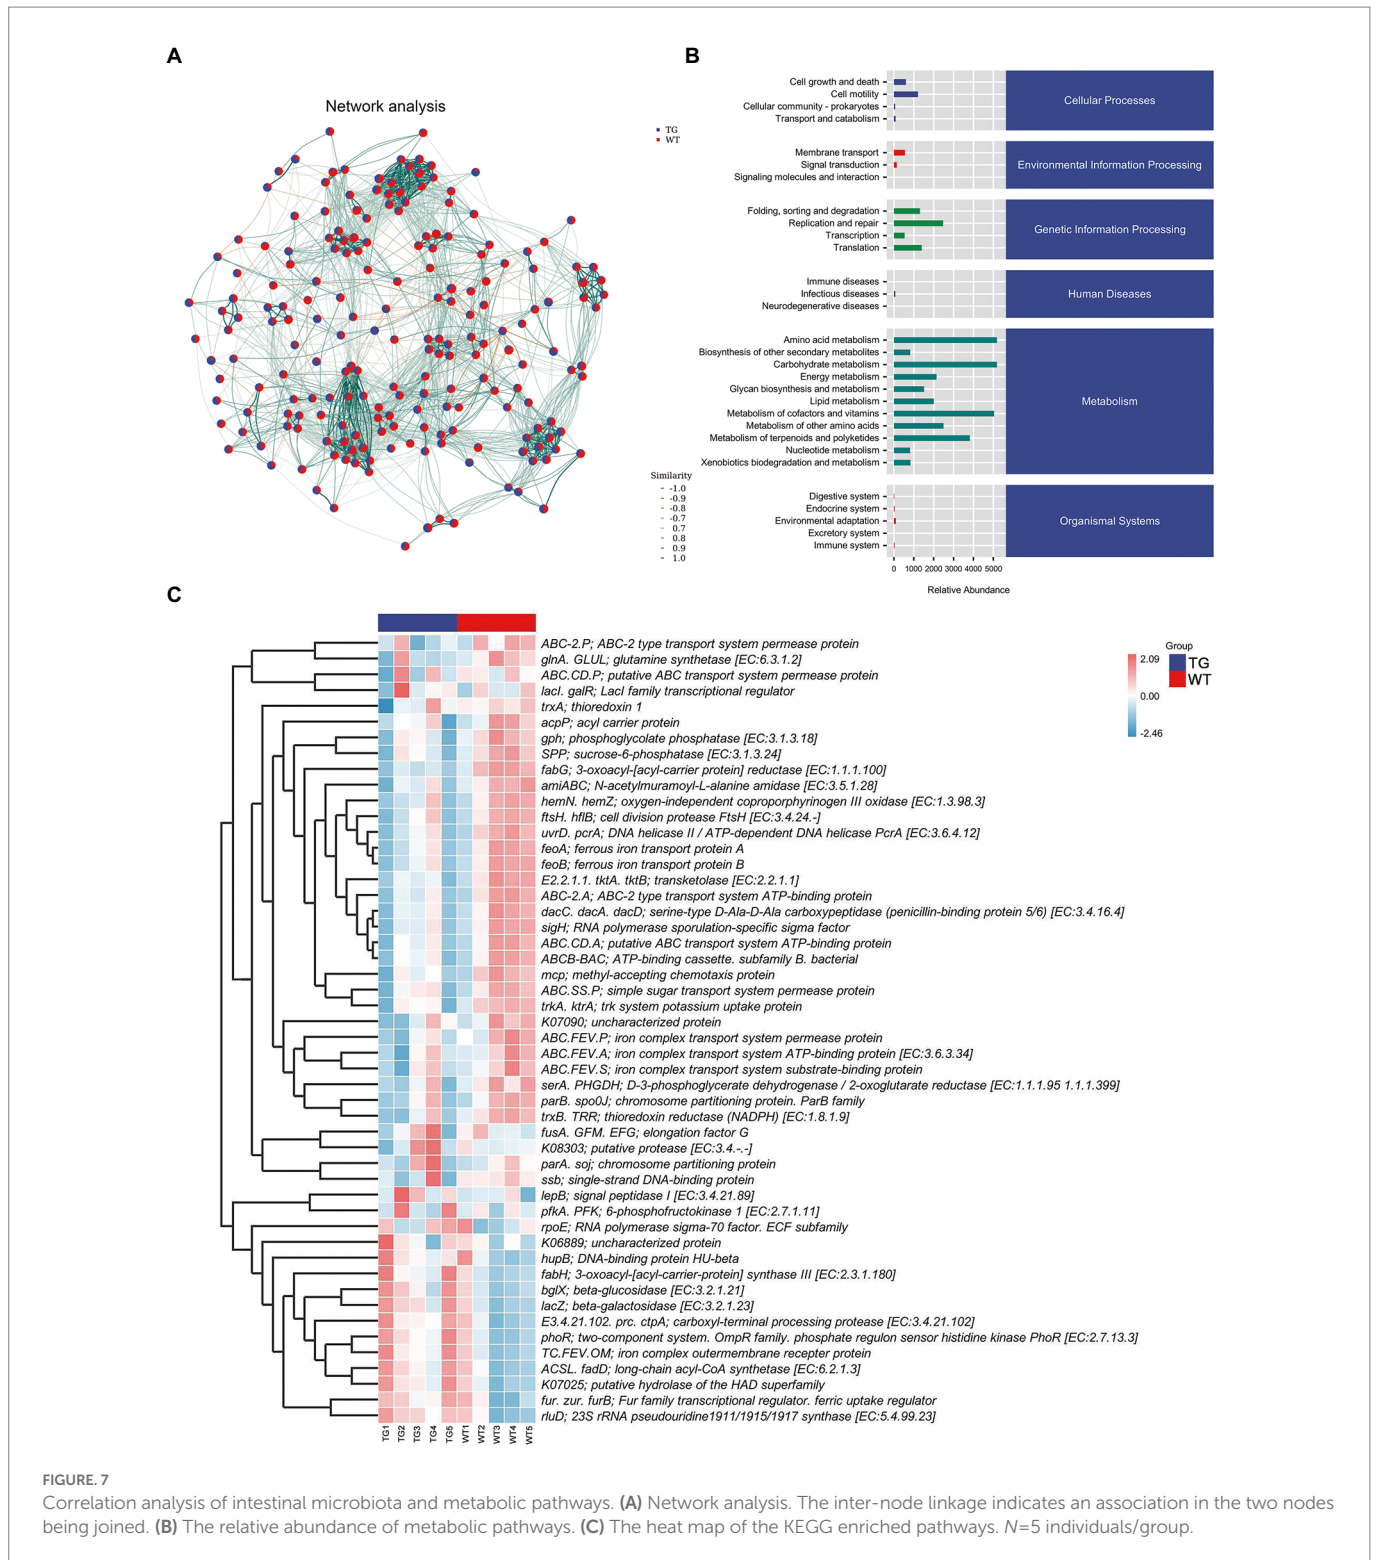 A
Network analysis
TG
WT
Similarity
-1.0
-0.9
-0.8
-0.7
0.8
0.9
1.0
B
Cell growth and death
Cell motility
Cellular community - prokaryotes
Transport and catabolism
Cellular Processes
Membrane transport
Signal transduction
Signaling molecules and interaction
Environmental Information Processing
Folding, sorting and degradation
Replication and repair
Transcription
Translation
Genetic Information Processing
Immune diseases
Infectious diseases
Neurodegenerative diseases
Human Diseases
Amino acid metabolism
Biosynthesis of other secondary metabolites
Carbohydrate metabolism
Energy metabolism
Glycan biosynthesis and metabolism
Lipid metabolism
Metabolism of cofactors and vitamins
Metabolism of other amino acids
Metabolism of terpenoids and polyketides
Nucleotide metabolism
Xenobiotics biodegradation and metabolism
Metabolism
Digestive system
Endocrine system
Environmental adaptation
Excretory system
Immune system
Organismal Systems
0 1000 2000 3000 4000 5000
Relative Abundance
C
ABC-2.P; ABC-2 type transport system permease protein
glnA. GLUL; glutamine synthetase [EC:6.3.1.2]
ABC.CD.P; putative ABC transport system permease protein
lacI. galR; LacI family transcriptional regulator
trxA; thioredoxin 1
acpP; acyl carrier protein
gph; phosphoglycolate phosphatase [EC:3.1.3.18]
SPP; sucrose-6-phosphatase [EC:3.1.3.24]
fabG; 3-oxoacyl-[acyl-carrier protein] reductase [EC:1.1.1.100]
amiABC; N-acetylmuramoyl-L-alanine amidase [EC:3.5.1.28]
hemN. hemZ; oxygen-independent coproporphyrinogen III oxidase [EC:1.3.98.3]
ftsH. hflB; cell division protease FtsH [EC:3.4.24.-]
uvrD. pcrA; DNA helicase II / ATP-dependent DNA helicase PcrA [EC:3.6.4.12]
feoA; ferrous iron transport protein A
feoB; ferrous iron transport protein B
E2.2.1.1. tktA. tktB; transketolase [EC:2.2.1.1]
ABC-2.A; ABC-2 type transport system ATP-binding protein
dacC. dacA. dacD; serine-type D-Ala-D-Ala carboxypeptidase (penicillin-binding protein 5/6) [EC:3.4.16.4]
sigH; RNA polymerase sporulation-specific sigma factor
ABC.CD.A; putative ABC transport system ATP-binding protein
ABCB-BAC; ATP-binding cassette. subfamily B. bacterial
mcp; methyl-accepting chemotaxis protein
ABC.SS.P; simple sugar transport system permease protein
trkA. ktrA; trk system potassium uptake protein
K07090; uncharacterized protein
ABC.FEV.P; iron complex transport system permease protein
ABC.FEV.A; iron complex transport system ATP-binding protein [EC:3.6.3.34]
ABC.FEV.S; iron complex transport system substrate-binding protein
serA. PHGDH; D-3-phosphoglycerate dehydrogenase / 2-oxoglutarate reductase [EC:1.1.1.95 1.1.1.399]
parB. spo0J; chromosome partitioning protein. ParB family
trxB. TRR; thioredoxin reductase (NADPH) [EC:1.8.1.9]
fusA. GFM. EFG; elongation factor G
K08303; putative protease [EC:3.4.-.-]
parA. soj; chromosome partitioning protein
ssb; single-strand DNA-binding protein
lepB; signal peptidase I [EC:3.4.21.89]
pfkA. PFK; 6-phosphofructokinase 1 [EC:2.7.1.11]
rpoE; RNA polymerase sigma-70 factor. ECF subfamily
K06889; uncharacterized protein
hupB; DNA-binding protein HU-beta
fabH; 3-oxoacyl-[acyl-carrier-protein] synthase III [EC:2.3.1.180]
bglX; beta-glucosidase [EC:3.2.1.21]
lacZ; beta-galactosidase [EC:3.2.1.23]
E3.4.21.102. prc. ctpA; carboxyl-terminal processing protease [EC:3.4.21.102]
phoR; two-component system. OmpR family. phosphate regulon sensor histidine kinase PhoR [EC:2.7.13.3]
TC.FEV.OM; iron complex outermembrane recepter protein
ACSL. fadD; long-chain acyl-CoA synthetase [EC:6.2.1.3]
K07025; putative hydrolase of the HAD superfamily
fur. zur. furB; Fur family transcriptional regulator. ferric uptake regulator
rluD; 23S rRNA pseudouridine1911/1915/1917 synthase [EC:5.4.99.23]
TG1 TG2 TG3 TG4 TG5 WT1 WT2 WT3 WT4 WT5
2.09
0.00
-2.46
Group
TG
WT
FIGURE. 7
Correlation analysis of intestinal microbiota and metabolic pathways. (A) Network analysis. The inter-node linkage indicates an association in the two nodes
being joined. (B) The relative abundance of metabolic pathways. (C) The heat map of the KEGG enriched pathways. N=5 individuals/group.